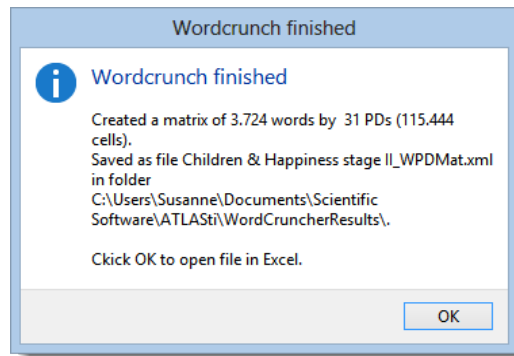 Wordcrunch finished
Wordcrunch finished
Created a matrix of 3.724 words by  31 PDs (115.444
cells).
Saved as file Children & Happiness stage II_WPDMat.xml
in folder
C:\Users\Susanne\Documents\Scientific
Software\ATLASti\WordCruncherResults\.
Ckick OK to open file in Excel.
OK